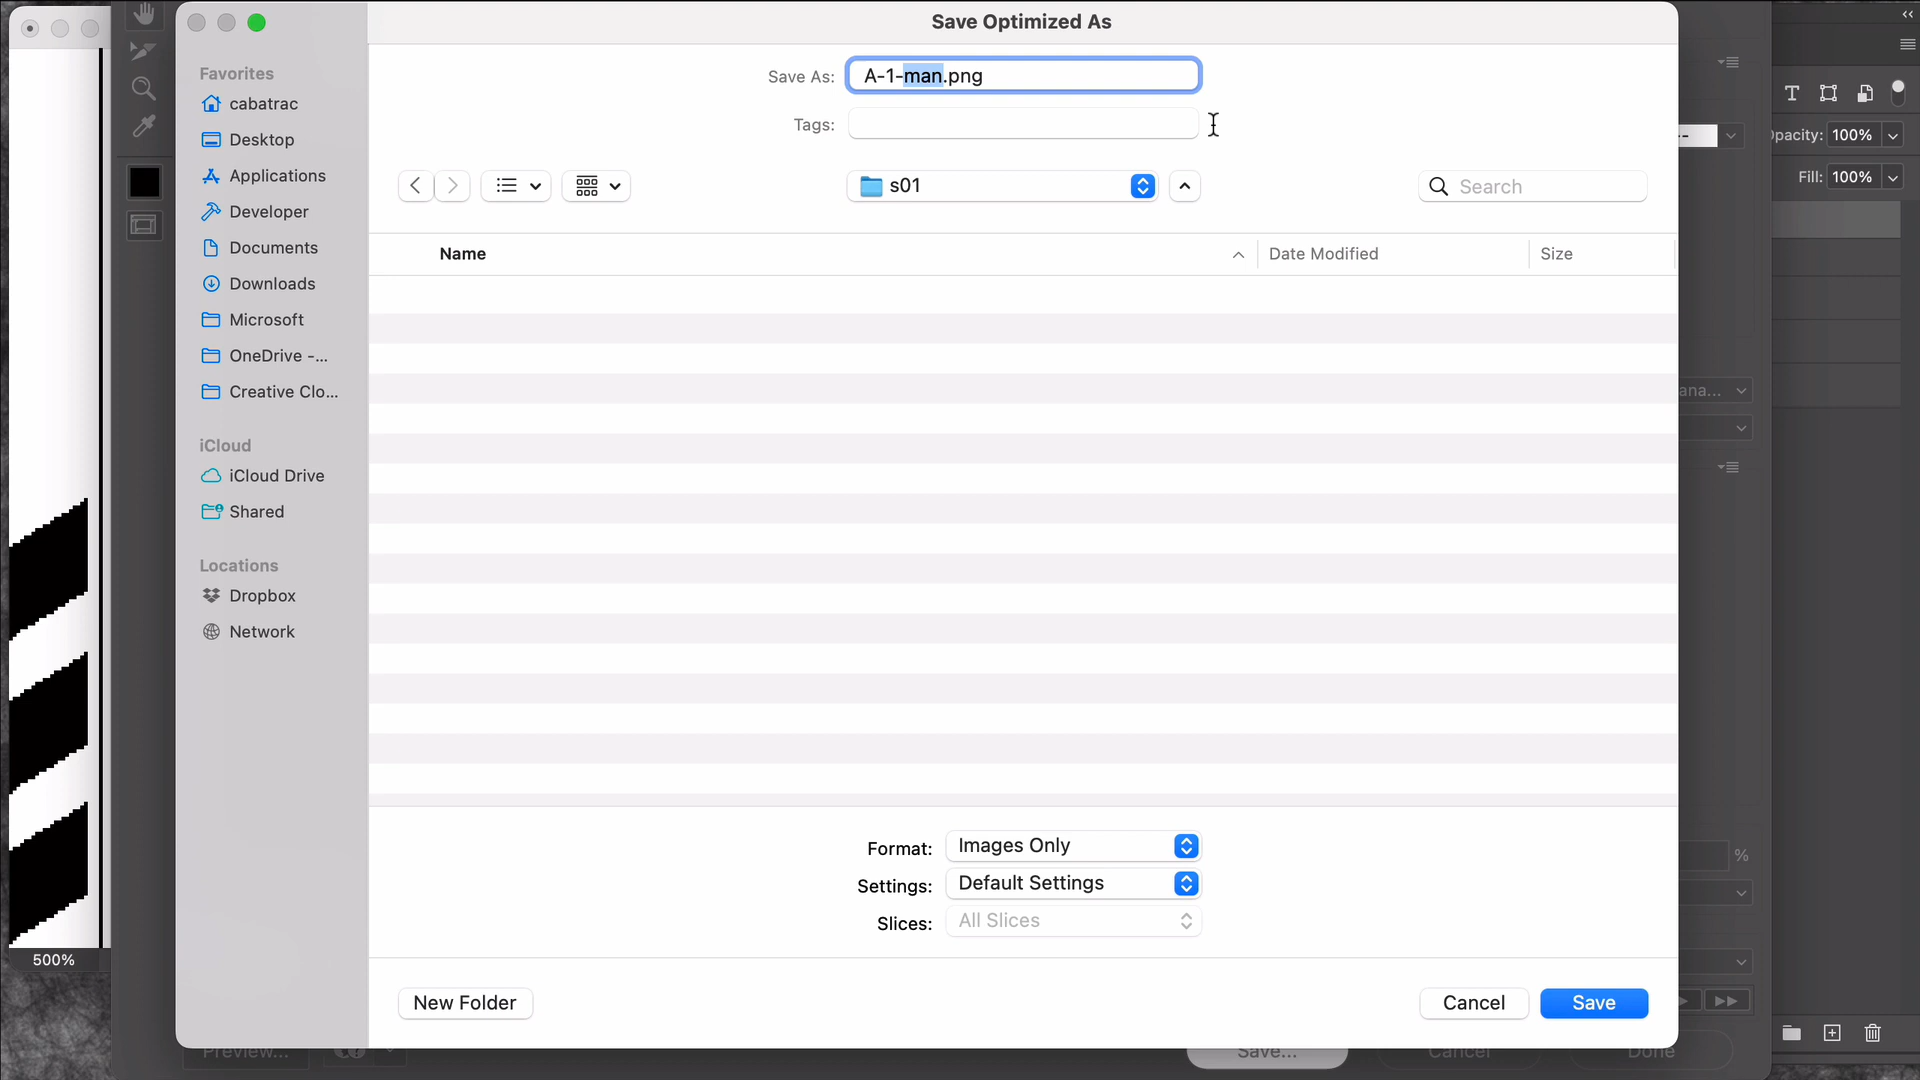 Save Optimized As
Save As: A-1-man.png
Tags:
s01
Search
Favorites
cabatrac
Desktop
Applications
Developer
Documents
Downloads
Microsoft
OneDrive -...
Creative Clo...
iCloud
iCloud Drive
Shared
Locations
Dropbox
Network
Name
Date Modified
Size
Format: Images Only
Settings: Default Settings
Slices: All Slices
New Folder
Cancel
Save
500%
Opacity: 100%
Fill: 100%
ana...
%
Preview...
Save...
Cancel
Done